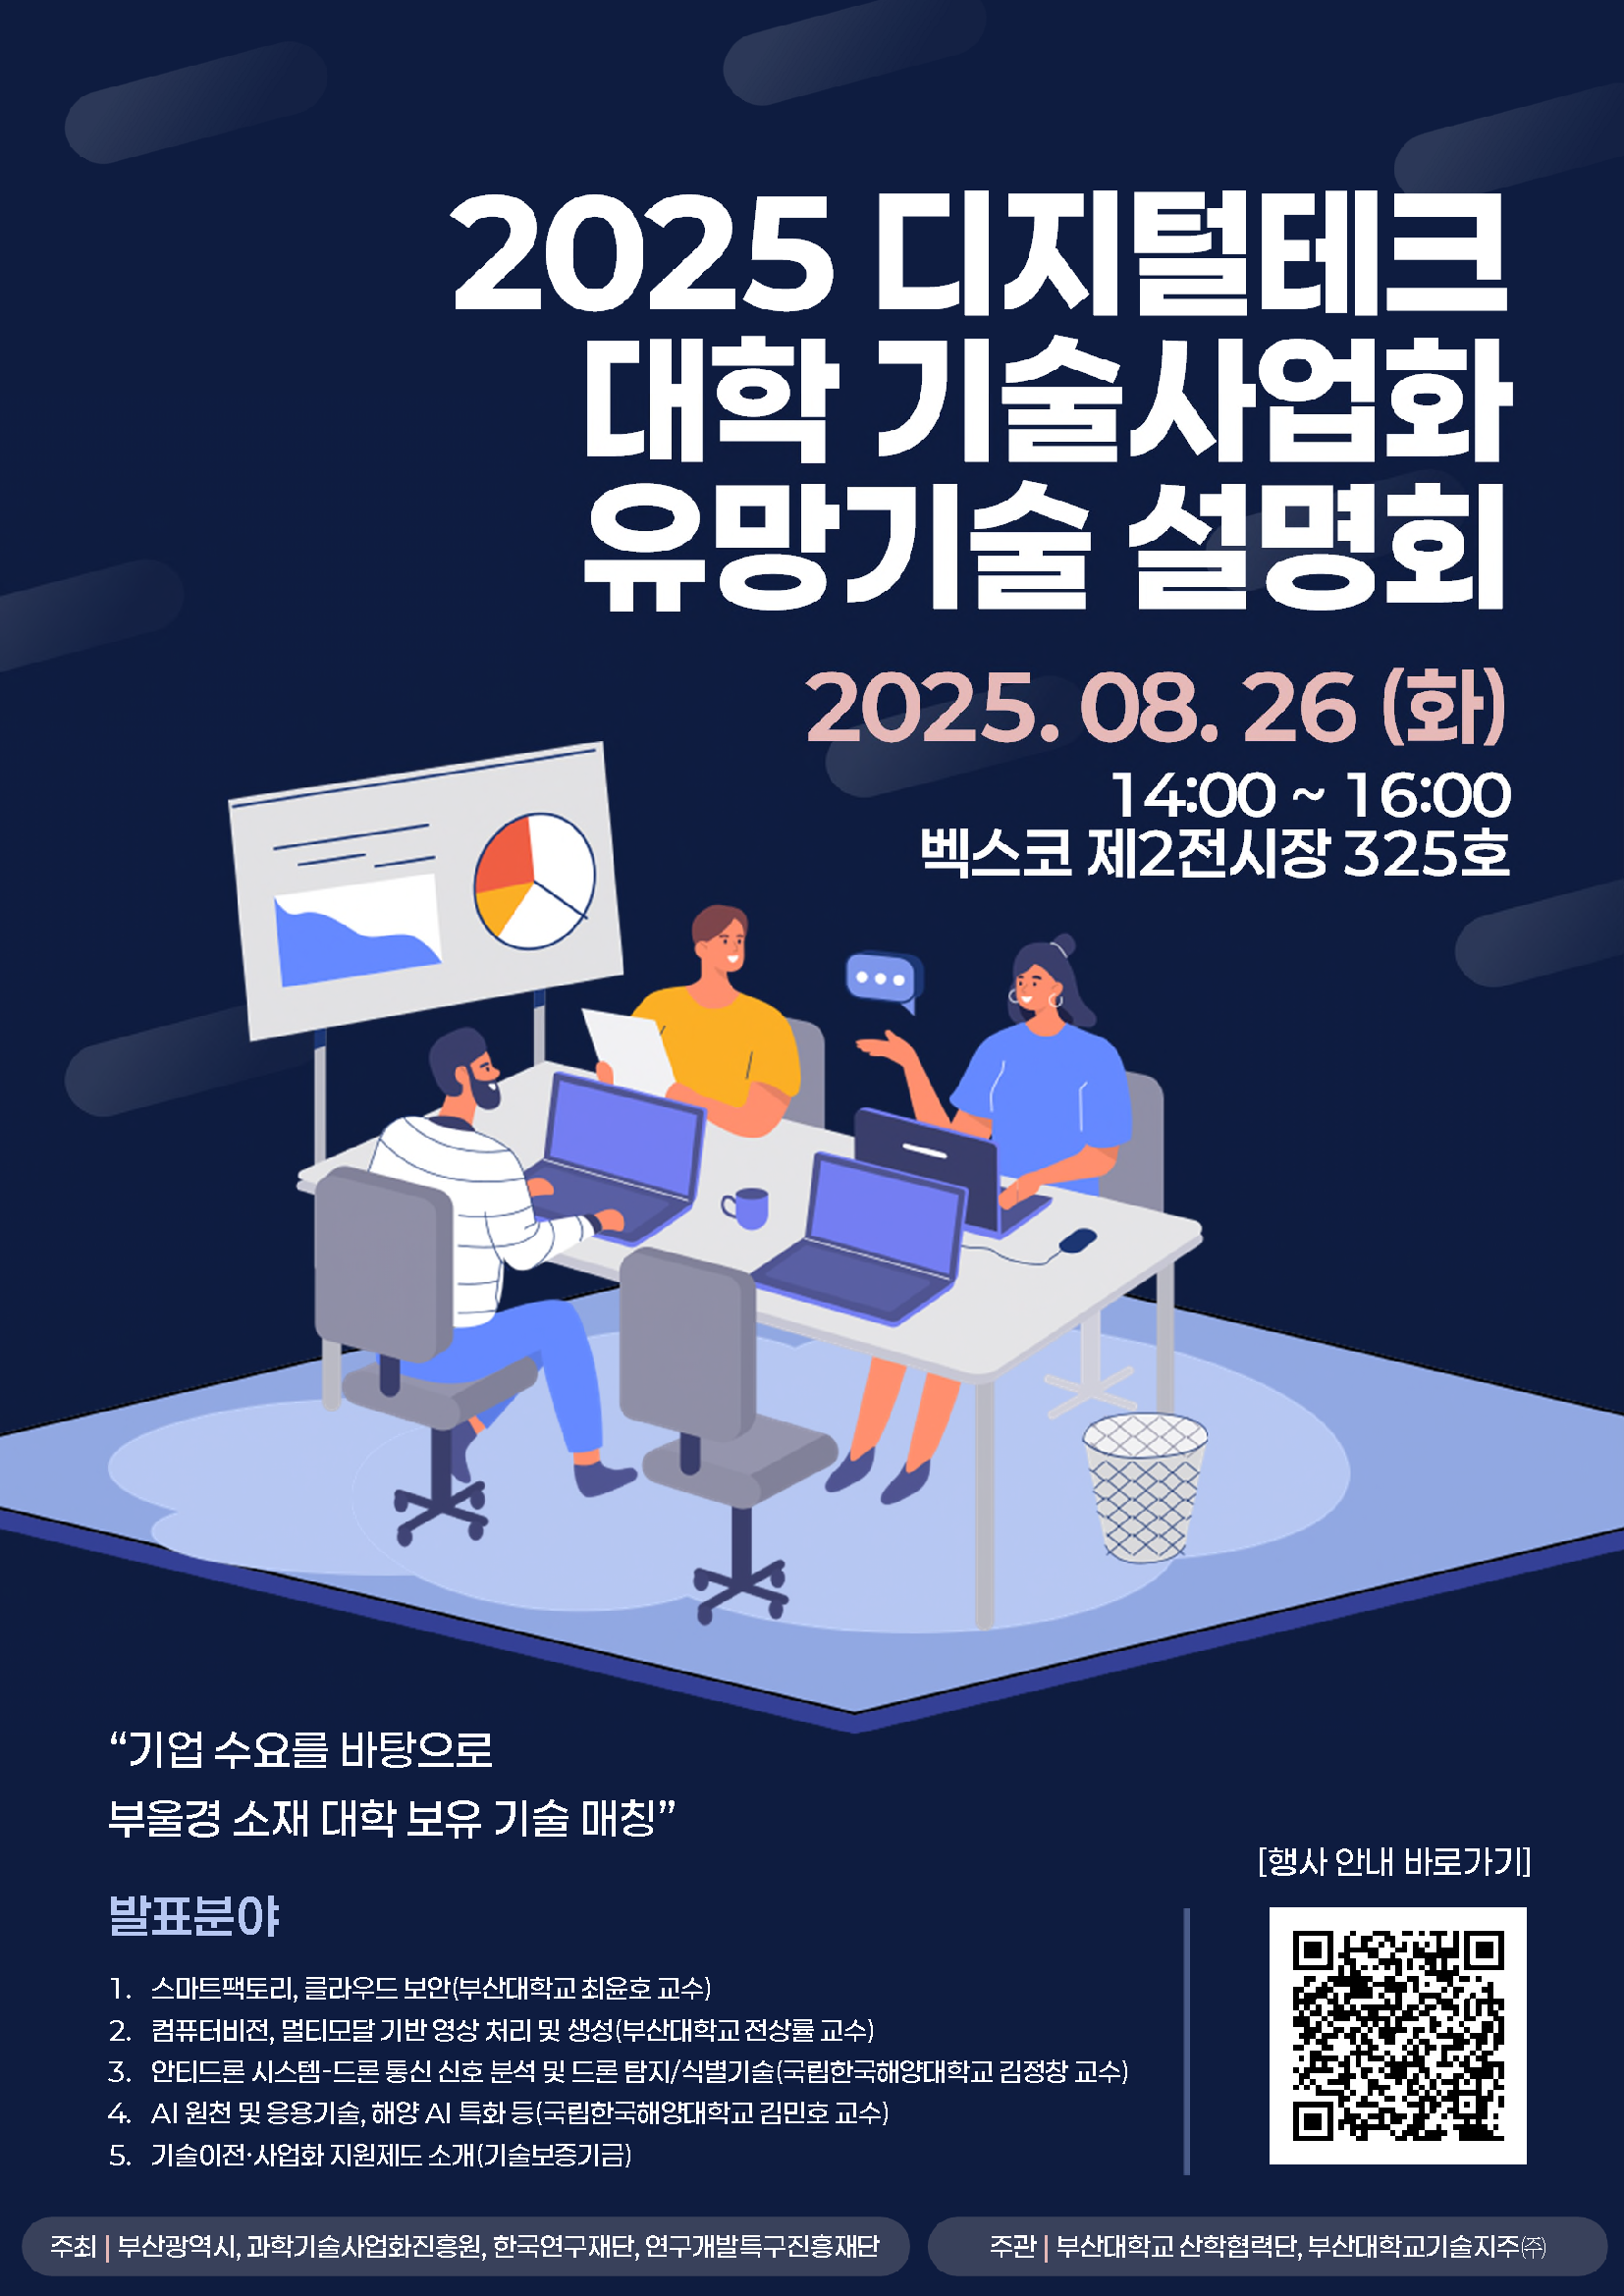 2025 디지털테크
대학 기술사업화
유망기술 설명회
2025. 08. 26 (화)
14:00 ~ 16:00
벡스코 제2전시장 325호
“기업 수요를 바탕으로
부울경 소재 대학 보유 기술 매칭”
발표분야
1. 스마트팩토리, 클라우드 보안(부산대학교 최윤호 교수)
2. 컴퓨터비전, 멀티모달 기반 영상 처리 및 생성(부산대학교 전상률 교수)
3. 안티드론 시스템-드론 통신 신호 분석 및 드론 탐지/식별기술(국립한국해양대학교 김정창 교수)
4. AI 원천 및 응용기술, 해양 AI 특화 등(국립한국해양대학교 김민호 교수)
5. 기술이전·사업화 지원제도 소개(기술보증기금)
[행사 안내 바로가기]
주최 | 부산광역시, 과학기술사업화진흥원, 한국연구재단, 연구개발특구진흥재단
주관 | 부산대학교 산학협력단, 부산대학교기술지주㈜